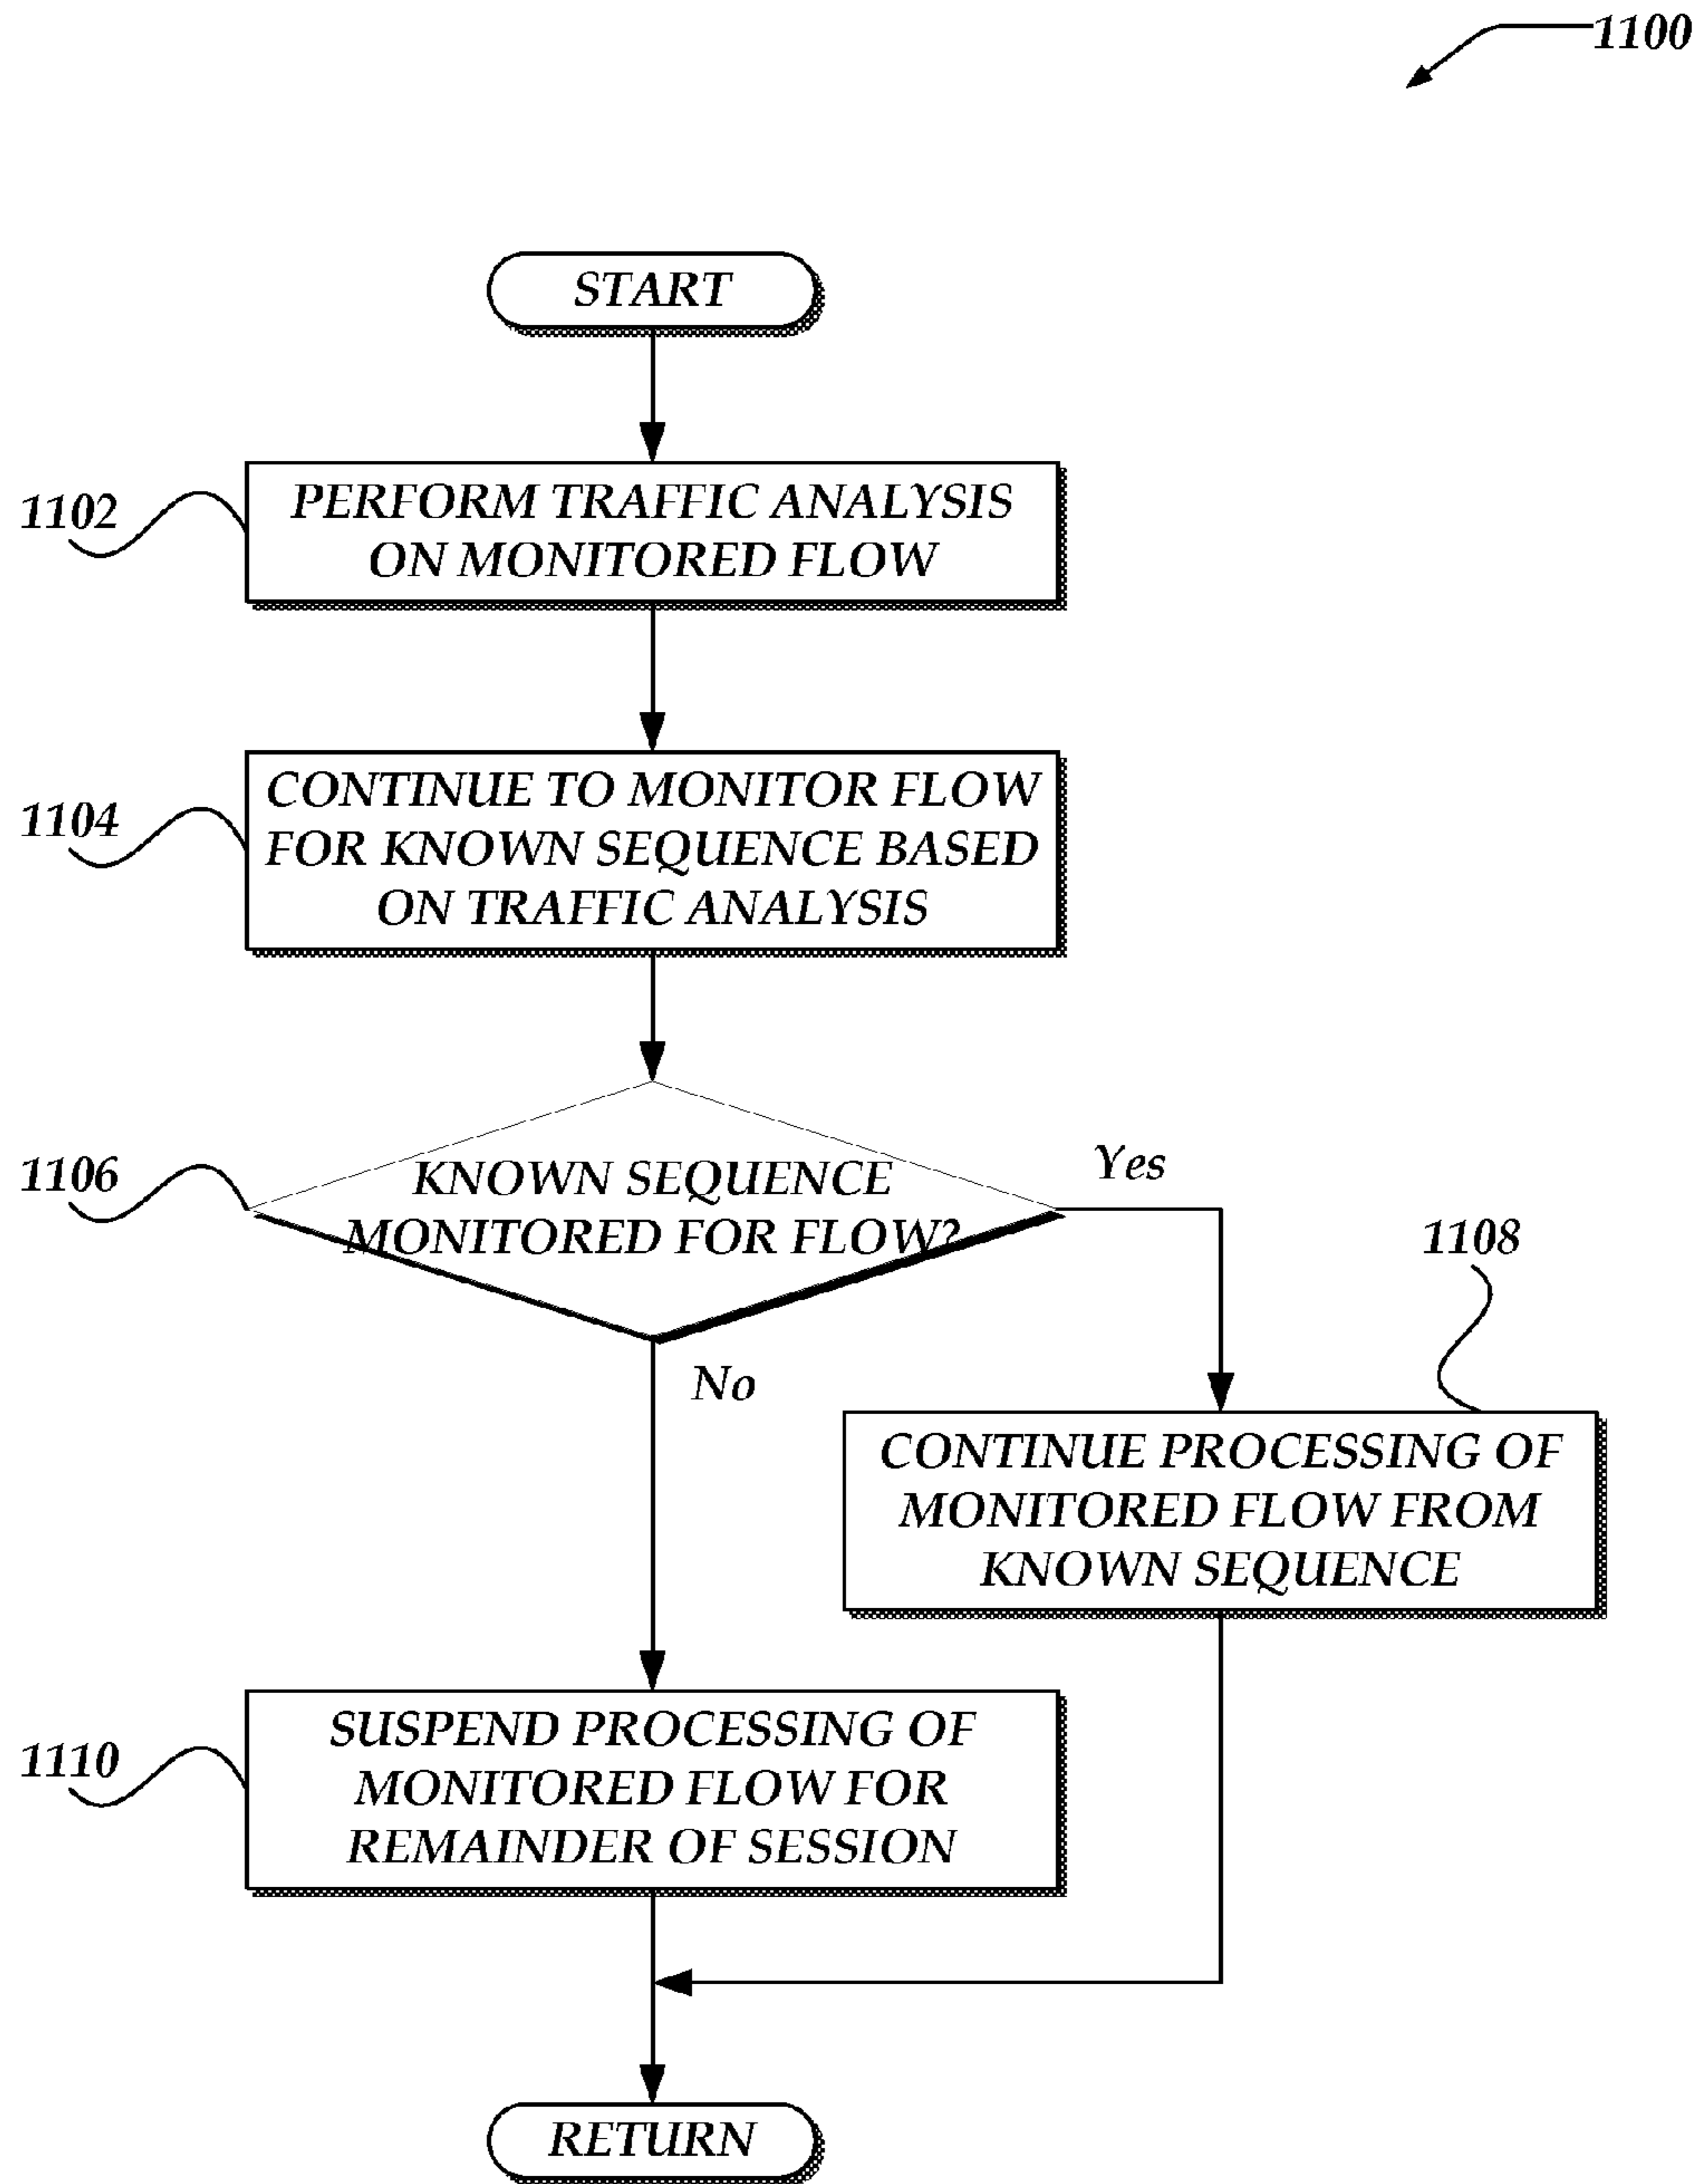 1100
START
1102
PERFORM TRAFFIC ANALYSIS
ON MONITORED FLOW
1104
CONTINUE TO MONITOR FLOW
FOR KNOWN SEQUENCE BASED
ON TRAFFIC ANALYSIS
1106
KNOWN SEQUENCE
MONITORED FOR FLOW?
Yes
No
1108
CONTINUE PROCESSING OF
MONITORED FLOW FROM
KNOWN SEQUENCE
1110
SUSPEND PROCESSING OF
MONITORED FLOW FOR
REMAINDER OF SESSION
RETURN